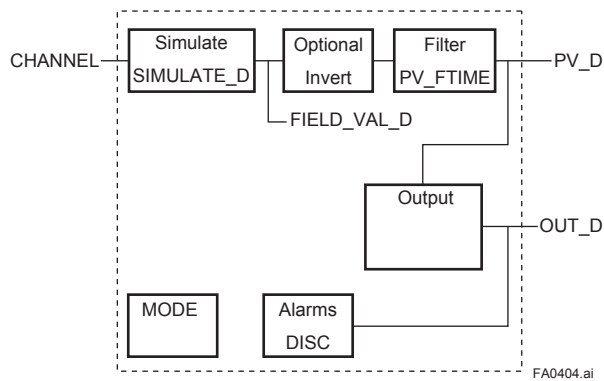 CHANNEL
Simulate
SIMULATE_D
Optional
Invert
Filter
PV_FTIME
PV_D
FIELD_VAL_D
Output
OUT_D
MODE
Alarms
DISC
FA0404.ai